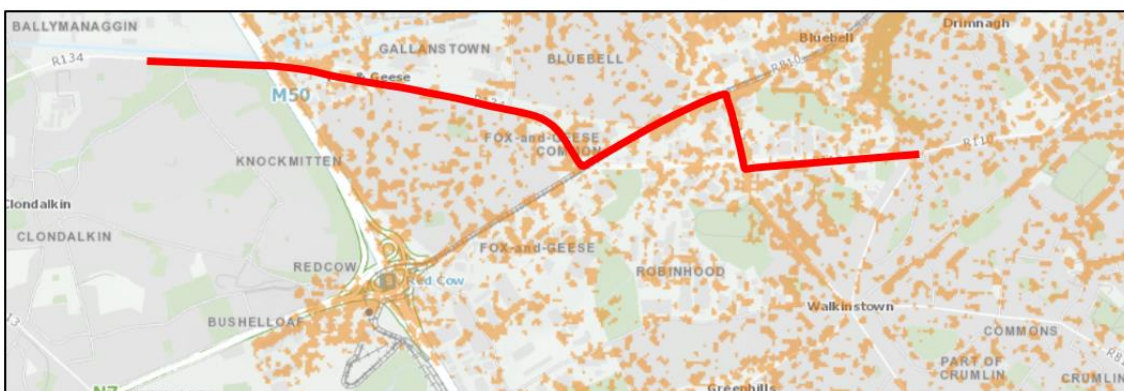 BALLYMANAGGIN
Drimnagh
GALLANSTOWN
Bluebell
R134
BLUEBELL
R810
& Geese
M50
FOX-and-GEESE
COMMON
KNOCKMITTEN
Clondalkin
CLONDALKIN
FOX-and-GEESE
REDCOW
ROBINHOOD
Red Cow
Walkinstown
BUSHELLOAF
COMMONS
PART OF
CRUMLIN
CRUMLIN
Greenhills
N7